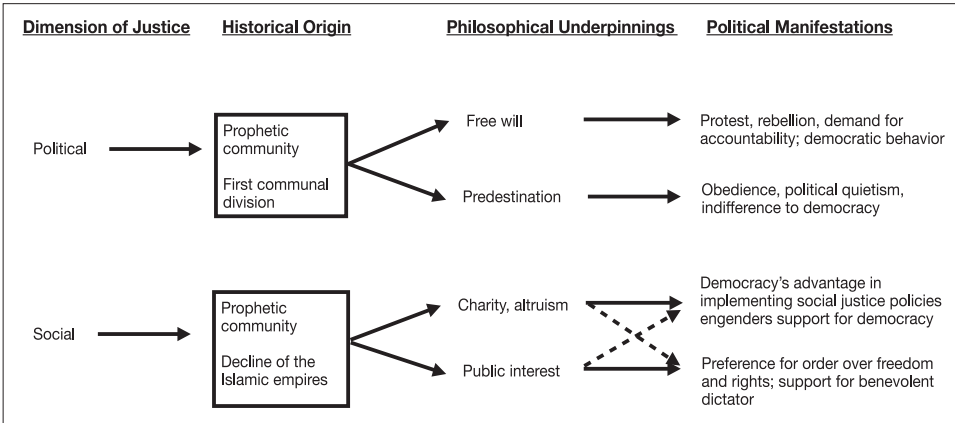 Dimension of Justice
Historical Origin
Philosophical Underpinnings
Political Manifestations
Political
Prophetic
community
First communal
division
Free will
Protest, rebellion, demand for
accountability; democratic behavior
Predestination
Obedience, political quietism,
indifference to democracy
Social
Prophetic
community
Decline of the
Islamic empires
Charity, altruism
Democracy's advantage in
implementing social justice policies
engenders support for democracy
Public interest
Preference for order over freedom
and rights; support for benevolent
dictator